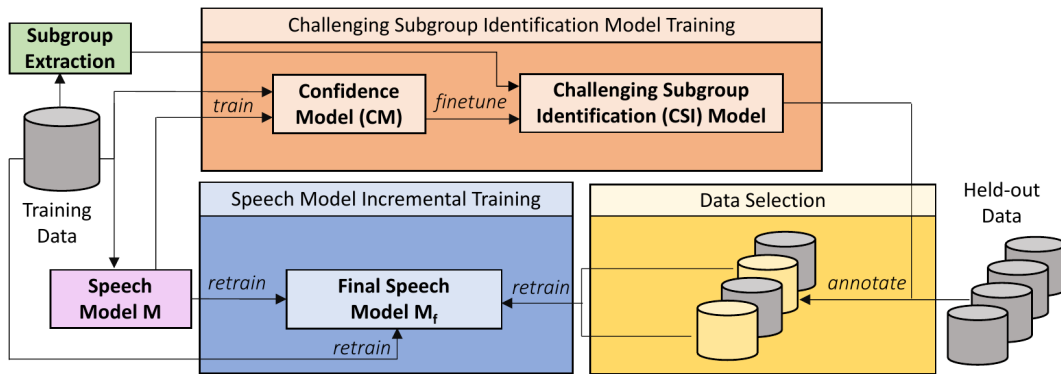 Challenging Subgroup Identification Model Training
Subgroup
Extraction
train
Confidence
Model (CM)
finetune
Challenging Subgroup
Identification (CSI) Model
Training
Data
Speech Model Incremental Training
Data Selection
Held-out
Data
Speech
Model M
retrain
Final Speech
Model Mf
retrain
annotate
retrain